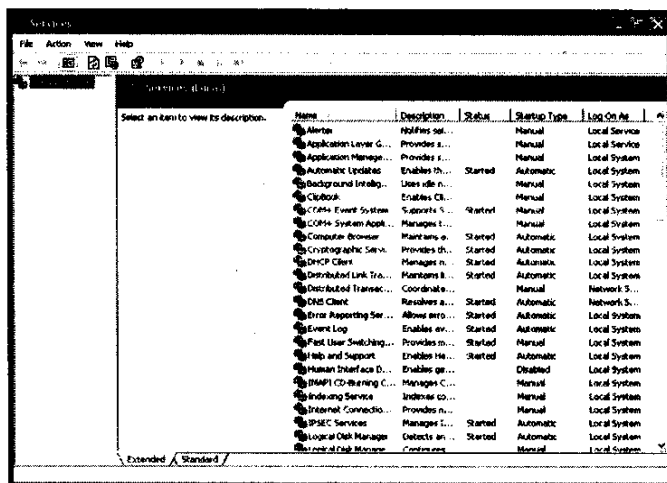 Services
File Action View Help
Services (Local)
Select an item to view its description.
Name Description Status Startup Type Log On As
Alerter Notifies sel... Manual Local Service
Application Layer G... Provides s... Manual Local Service
Application Manage... Provides s... Manual Local System
Automatic Updates Enables th... Started Automatic Local System
Background Intellig... Uses idle n... Manual Local System
ClipBook Enables Cli... Manual Local System
COM+ Event System Supports S... Started Manual Local System
COM+ System Appli... Manages t... Manual Local System
Computer Browser Maintains a... Started Automatic Local System
Cryptographic Servi... Provides th... Started Automatic Local System
DHCP Client Manages n... Started Automatic Local System
Distributed Link Tra... Maintains li... Started Automatic Local System
Distributed Transac... Coordinate... Manual Network S...
DNS Client Resolves a... Started Automatic Network S...
Error Reporting Ser... Allows erro... Started Automatic Local System
Event Log Enables ev... Started Automatic Local System
Fast User Switching... Provides m... Started Manual Local System
Help and Support Enables He... Started Automatic Local System
Human Interface D... Enables ge... Disabled Local System
IMAPI CD-Burning C... Manages C... Manual Local System
Indexing Service Indexes co... Manual Local System
Internet Connectio... Provides n... Manual Local System
IPSEC Services Manages I... Started Automatic Local System
Logical Disk Manager Detects an... Started Automatic Local System
Logical Disk Manage... Configures... Manual Local System
Extended Standard